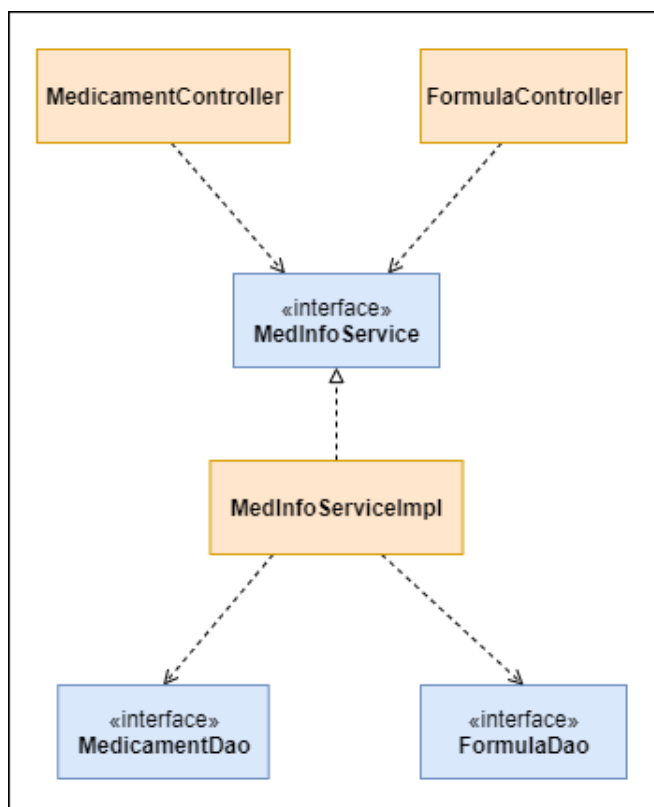 MedicamentController
FormulaController
«interface»
MedInfoService
MedInfoServiceImpl
«interface»
MedicamentDao
«interface»
FormulaDao